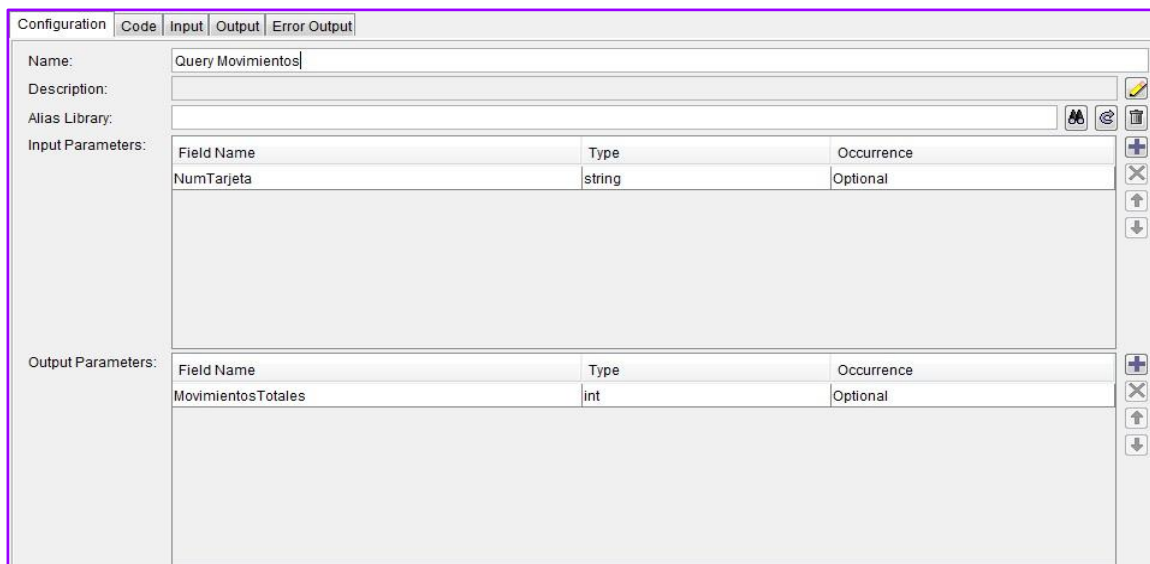 Configuration Code Input Output Error Output
Name: Query Movimientos
Description:
Alias Library:
Input Parameters: Field Name Type Occurrence
NumTarjeta string Optional
Output Parameters: Field Name Type Occurrence
MovimientosTotales int Optional